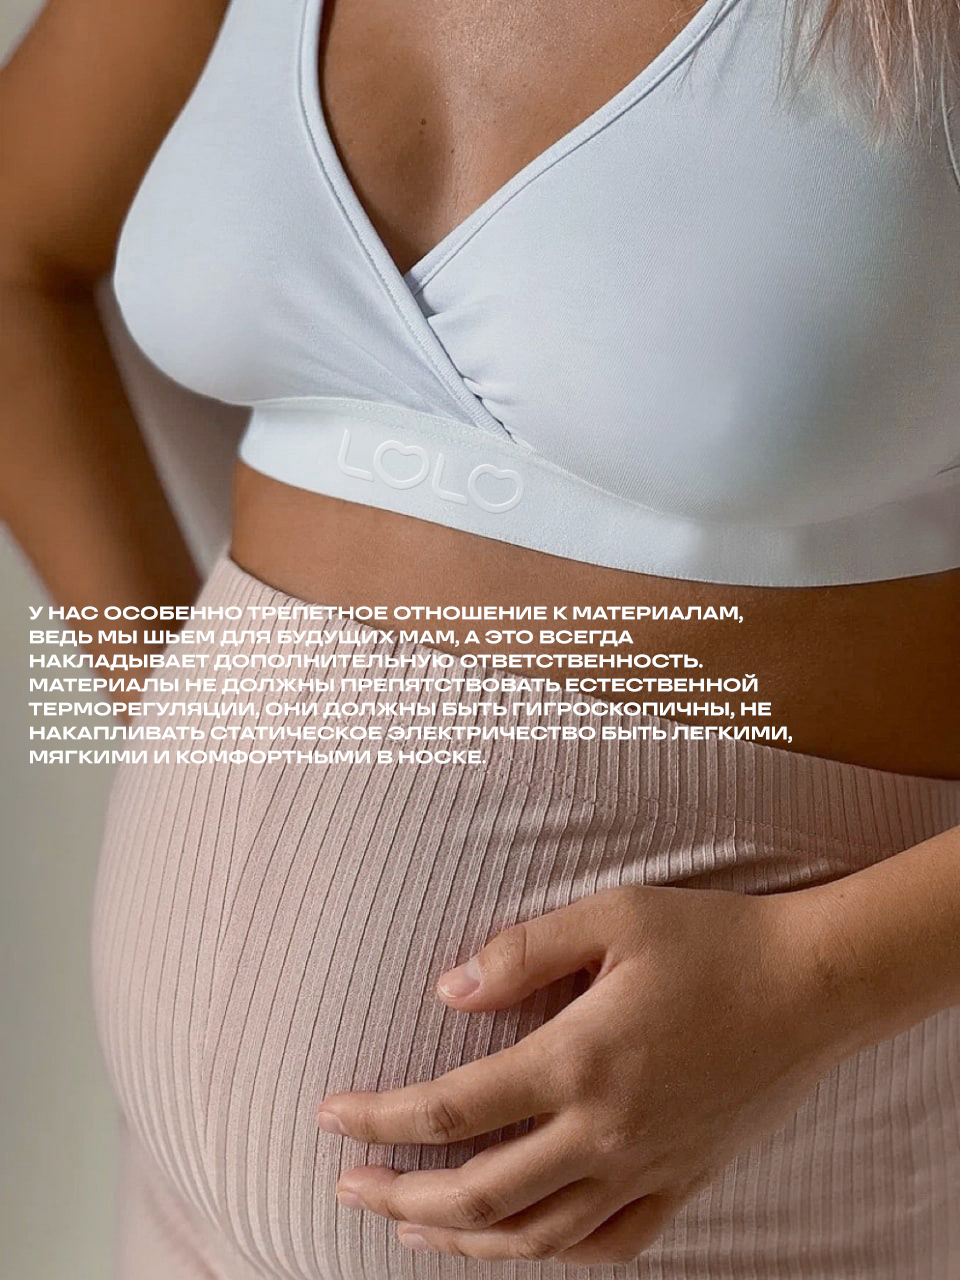 LOLO
У НАС ОСОБЕННО ТРЕПЕТНОЕ ОТНОШЕНИЕ К МАТЕРИАЛАМ,
ВЕДЬ МЫ ШЬЕМ ДЛЯ БУДУЩИХ МАМ, А ЭТО ВСЕГДА
НАКЛАДЫВАЕТ ДОПОЛНИТЕЛЬНУЮ ОТВЕТСТВЕННОСТЬ.
МАТЕРИАЛЫ НЕ ДОЛЖНЫ ПРЕПЯТСТВОВАТЬ ЕСТЕСТВЕННОЙ
ТЕРМОРЕГУЛЯЦИИ, ОНИ ДОЛЖНЫ БЫТЬ ГИГРОСКОПИЧНЫ, НЕ
НАКАПЛИВАТЬ СТАТИЧЕСКОЕ ЭЛЕКТРИЧЕСТВО БЫТЬ ЛЕГКИМИ,
МЯГКИМИ И КОМФОРТНЫМИ В НОСКЕ.